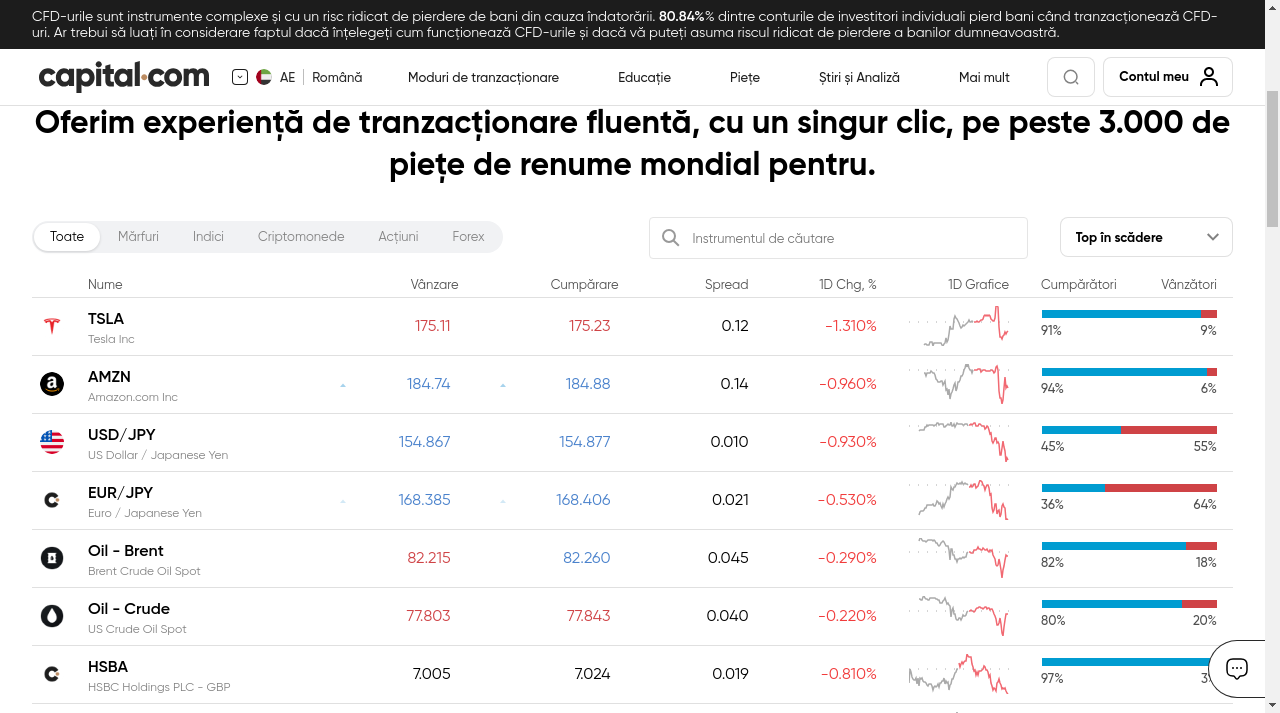 CFD-urile sunt instrumente complexe și cu un risc ridicat de pierdere de bani din cauza îndatorării. 80.84%% dintre conturile de investitori individuali pierd bani când tranzacționează CFD-
uri. Ar trebui să luați în considerare faptul dacă înțelegeți cum funcționează CFD-urile și dacă vă puteți asuma riscul ridicat de pierdere a banilor dumneavoastră.
capital.com AE Română Moduri de tranzacționare Educație Piețe Știri și Analiză Mai mult Contul meu
Oferim experiență de tranzacționare fluentă, cu un singur clic, pe peste 3.000 de
piețe de renume mondial pentru.
Toate Mărfuri Indici Criptomonede Acțiuni Forex Instrumentul de căutare Top în scădere
Nume Vânzare Cumpărare Spread 1D Chg, % 1D Grafice Cumpărători Vânzători
TSLA 175.11 175.23 0.12 -1.310%
Tesla Inc 91% 9%
AMZN 184.74 184.88 0.14 -0.960%
Amazon.com Inc 94% 6%
USD/JPY 154.867 154.877 0.010 -0.930%
US Dollar / Japanese Yen 45% 55%
EUR/JPY 168.385 168.406 0.021 -0.530%
Euro / Japanese Yen 36% 64%
Oil - Brent 82.215 82.260 0.045 -0.290%
Brent Crude Oil Spot 82% 18%
Oil - Crude 77.803 77.843 0.040 -0.220%
US Crude Oil Spot 80% 20%
HSBA 7.005 7.024 0.019 -0.810%
HSBC Holdings PLC - GBP 97%